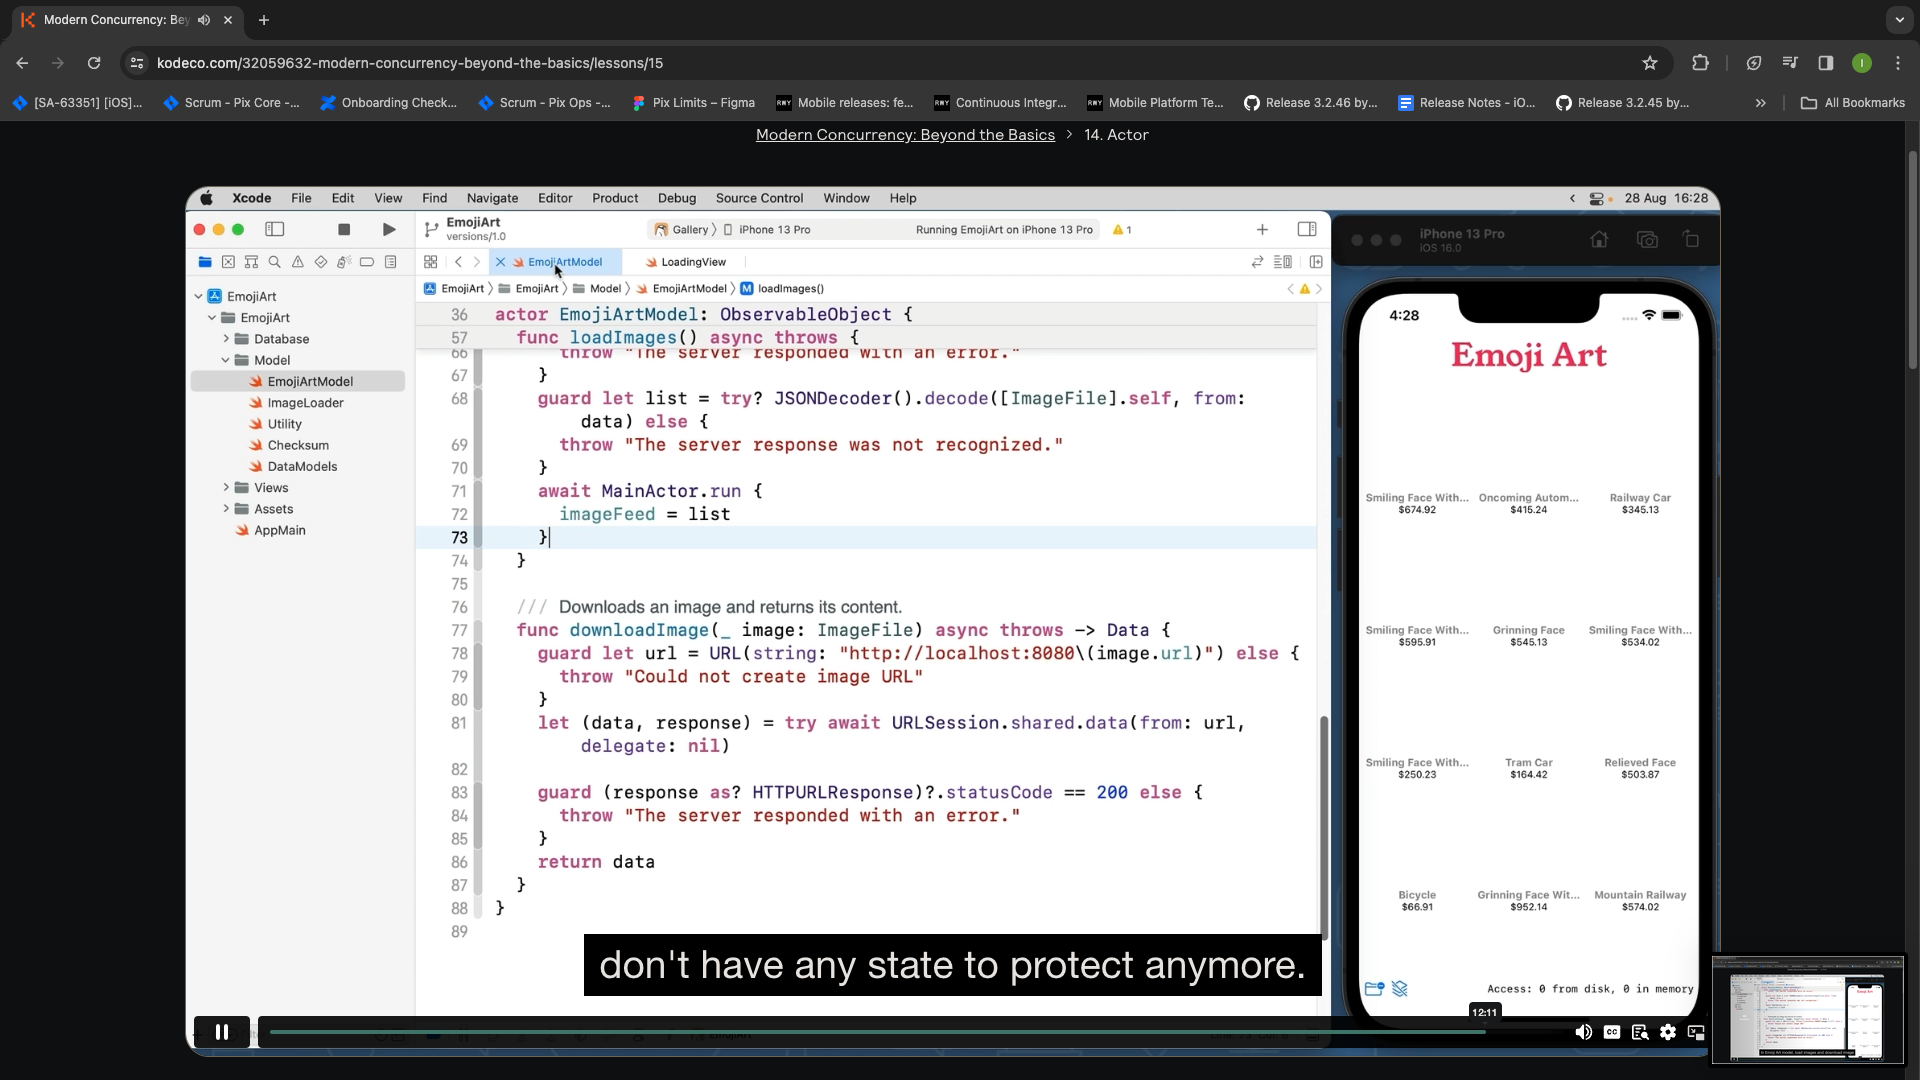 Modern Concurrency: Bey
kodeco.com/32059632-modern-concurrency-beyond-the-basics/lessons/15
[SA-63351] [iOS]...
Scrum - Pix Core -...
Onboarding Check...
Scrum - Pix Ops -...
Pix Limits – Figma
Mobile releases: fe...
Continuous Integr...
Mobile Platform Te...
Release 3.2.46 by...
Release Notes - iO...
Release 3.2.45 by...
All Bookmarks
Modern Concurrency: Beyond the Basics > 14. Actor
Xcode File Edit View Find Navigate Editor Product Debug Source Control Window Help
28 Aug 16:28
EmojiArt
versions/1.0
Gallery iPhone 13 Pro
Running EmojiArt on iPhone 13 Pro
1
EmojiArtModel
LoadingView
EmojiArt EmojiArt Model EmojiArtModel loadImages()
EmojiArt
EmojiArt
Database
Model
EmojiArtModel
ImageLoader
Utility
Checksum
DataModels
Views
Assets
AppMain
36 actor EmojiArtModel: ObservableObject {
57 func loadImages() async throws {
66 throw "The server responded with an error."
67 }
68 guard let list = try? JSONDecoder().decode([ImageFile].self, from:
data) else {
69 throw "The server response was not recognized."
70 }
71 await MainActor.run {
72 imageFeed = list
73 }
74 }
75
76 /// Downloads an image and returns its content.
77 func downloadImage(_ image: ImageFile) async throws -> Data {
78 guard let url = URL(string: "http://localhost:8080\(image.url)") else {
79 throw "Could not create image URL"
80 }
81 let (data, response) = try await URLSession.shared.data(from: url,
delegate: nil)
82
83 guard (response as? HTTPURLResponse)?.statusCode == 200 else {
84 throw "The server responded with an error."
85 }
86 return data
87 }
88 }
89
don't have any state to protect anymore.
iPhone 13 Pro
iOS 16.0
4:28
Emoji Art
Smiling Face With... Oncoming Autom... Railway Car
$674.92 $415.24 $345.13
Smiling Face With... Grinning Face Smiling Face With...
$595.91 $545.13 $534.02
Smiling Face With... Tram Car Relieved Face
$250.23 $164.42 $503.87
Bicycle Grinning Face Wit... Mountain Railway
$66.91 $952.14 $574.02
Access: 0 from disk, 0 in memory
12:11
CC